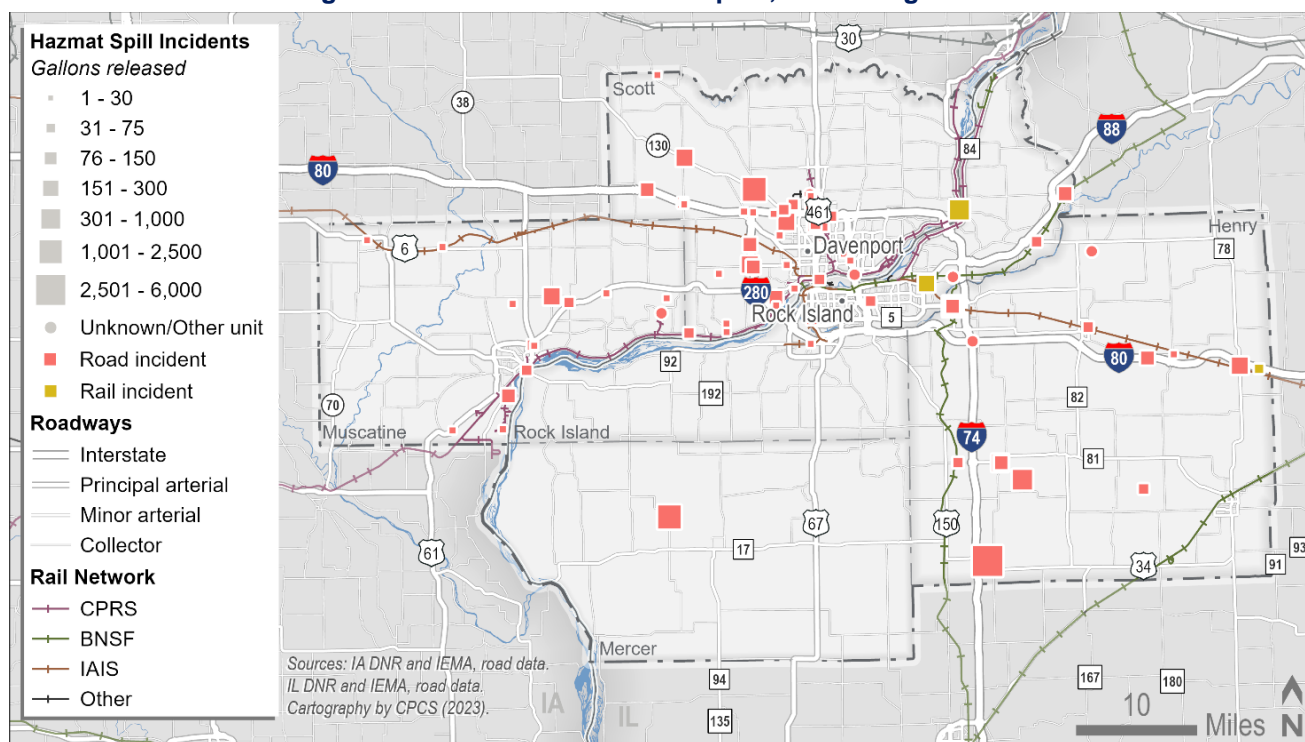 Hazmat Spill Incidents
Gallons released
1 - 30
31 - 75
76 - 150
151 - 300
301 - 1,000
1,001 - 2,500
2,501 - 6,000
Unknown/Other unit
Road incident
Rail incident
Roadways
Interstate
Principal arterial
Minor arterial
Collector
Rail Network
CPRS
BNSF
IAIS
Other
30
Scott
38
130
84
88
80
461
6
Davenport
Henry
78
280
Rock Island
5
80
92
192
82
70
Muscatine
Rock Island
74
81
61
17
67
150
34
91
93
Mercer
Sources: IA DNR and IEMA, road data.
IL DNR and IEMA, road data.
Cartography by CPCS (2023).
IA
IL
94
135
167
180
10
Miles
N